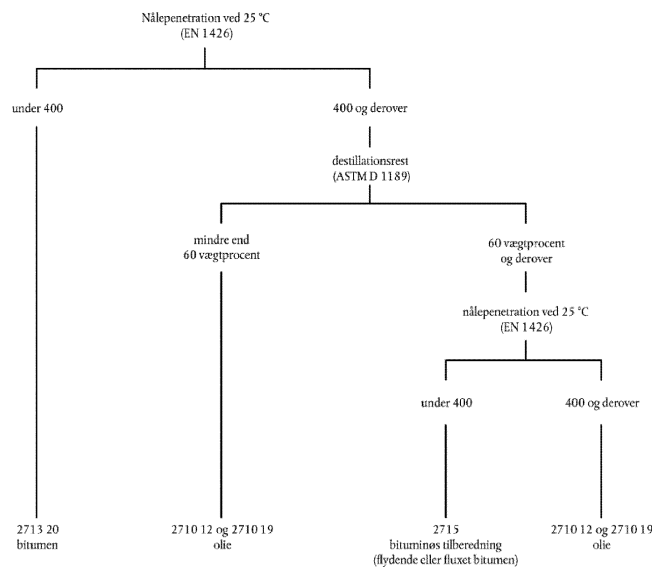 Nålepenetration ved 25 °C
(EN 1426)
under 400
400 og derover
destillationsrest
(ASTM D 1189)
mindre end
60 vægtprocent
60 vægtprocent
og derover
nålepenetration ved 25 °C
(EN 1426)
under 400
400 og derover
2713 20
bitumen
2710 12 og 2710 19
olie
2715
bituminøs tilberedning
(flydende eller fluxet bitumen)
2710 12 og 2710 19
olie